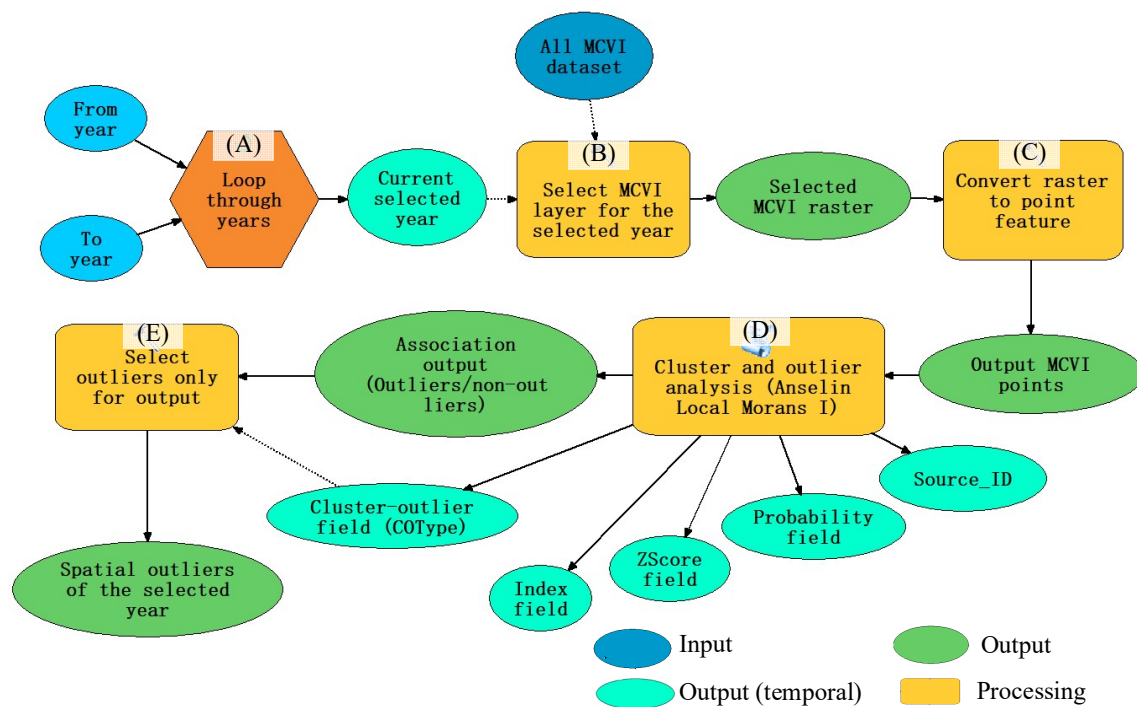 All MCVI
dataset
From
year
(A)
Loop
through
years
To
year
Current
selected
year
(B)
Select MCVI
layer for the
selected year
Selected
MCVI raster
(C)
Convert raster
to point
feature
(E)
Select
outliers only
for output
Association
output
(Outliers/non-out
liers)
(D)
Cluster and outlier
analysis (Anselin
Local Morans I)
Output MCVI
points
Cluster-outlier
field (COType)
Source_ID
Probability
field
ZScore
field
Index
field
Spatial outliers
of the selected
year
Input
Output
Output (temporal)
Processing